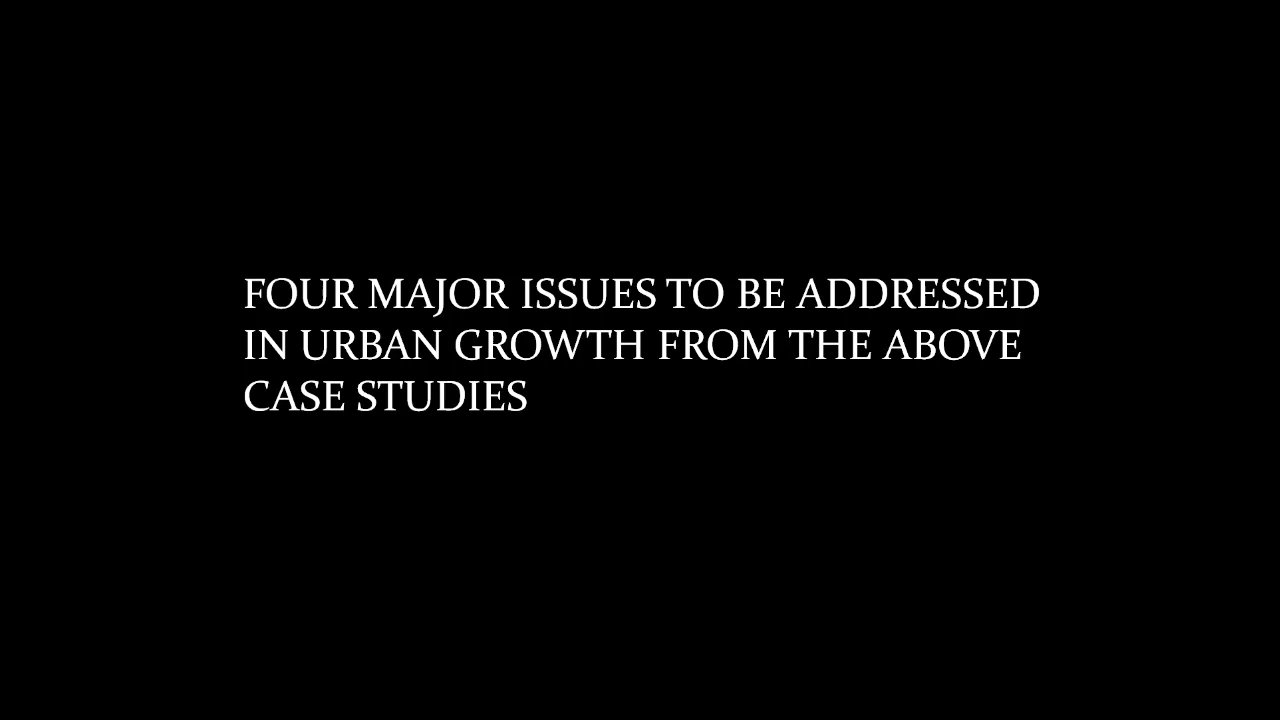 FOUR MAJOR ISSUES TO BE ADDRESSED
IN URBAN GROWTH FROM THE ABOVE
CASE STUDIES